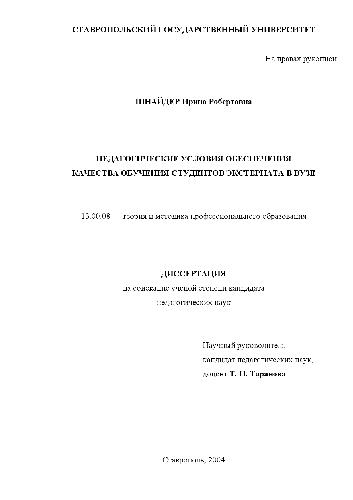 СТАВРОПОЛЬСКИЙ ГОСУДАРСТВЕННЫЙ УНИВЕРСИТЕТ
На правах рукописи
ШНАЙДЕР Ирина Робертовна
ПЕДАГОГИЧЕСКИЕ УСЛОВИЯ ОБЕСПЕЧЕНИЯ
КАЧЕСТВА ОБУЧЕНИЯ СТУДЕНТОВ ЭКСТЕРНАТА В ВУЗЕ
13.00.08 теория и методика профессионального образования
ДИССЕРТАЦИЯ
на соискание ученой степени кандидата
педагогических наук
Научный руководитель
кандидат педагогических наук,
доцент Т. Н.
Ставрополь, 2004